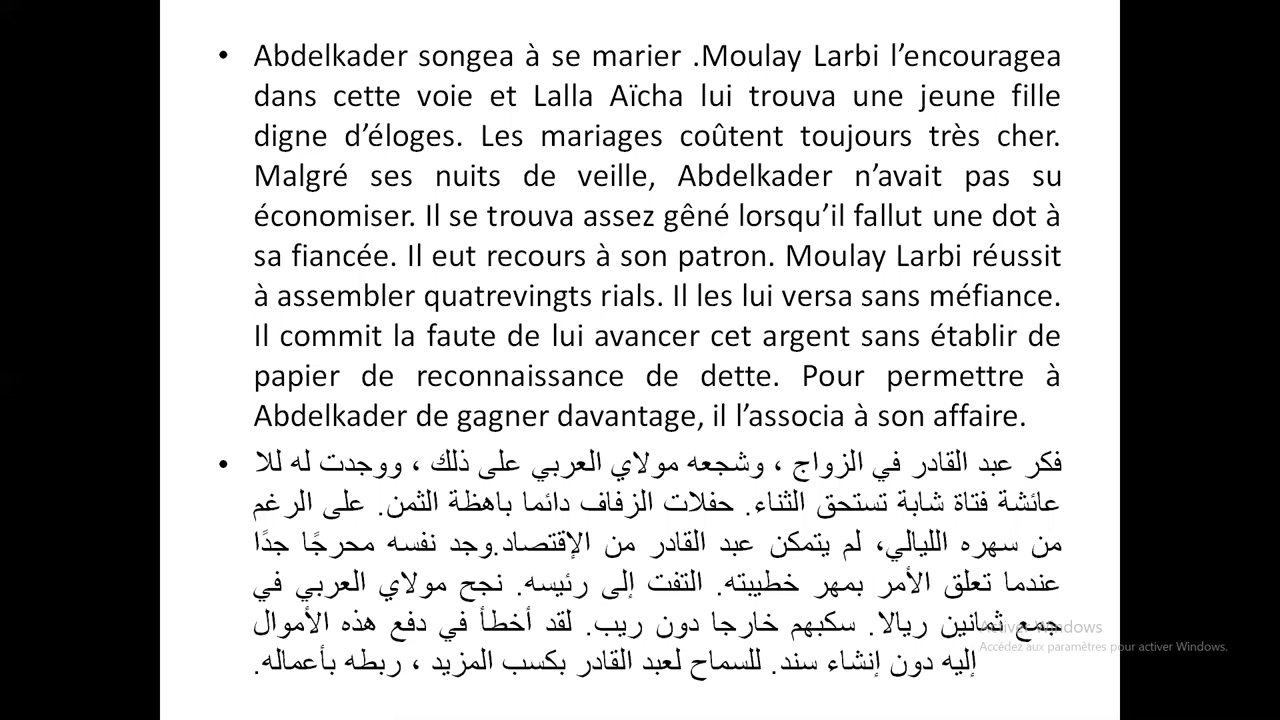 • Abdelkader songea à se marier .Moulay Larbi l’encouragea
dans cette voie et Lalla Aïcha lui trouva une jeune fille
digne d’éloges. Les mariages coûtent toujours très cher.
Malgré ses nuits de veille, Abdelkader n’avait pas su
économiser. Il se trouva assez gêné lorsqu’il fallut une dot à
sa fiancée. Il eut recours à son patron. Moulay Larbi réussit
à assembler quatrevingts rials. Il les lui versa sans méfiance.
Il commit la faute de lui avancer cet argent sans établir de
papier de reconnaissance de dette. Pour permettre à
Abdelkader de gagner davantage, il l’associa à son affaire.
• فكر عبد القادر في الزواج ، وشجعه مولاي العربي على ذلك ، ووجدت له للا
عائشة فتاة شابة تستحق الثناء. حفلات الزفاف دائما باهظة الثمن. على الرغم
من سهره الليالي، لم يتمكن عبد القادر من الإقتصاد.وجد نفسه محرجًا جدًا
عندما تعلق الأمر بمهر خطيبته. التفت إلى رئيسه. نجح مولاي العربي في
جمع ثمانين ريالا. سكبهم خارجا دون ريب. لقد أخطأ في دفع هذه الأموال
إليه دون إنشاء سند. للسماح لعبد القادر بكسب المزيد ، ربطه بأعماله.
Activer Windows
Accédez aux paramètres pour activer Windows.